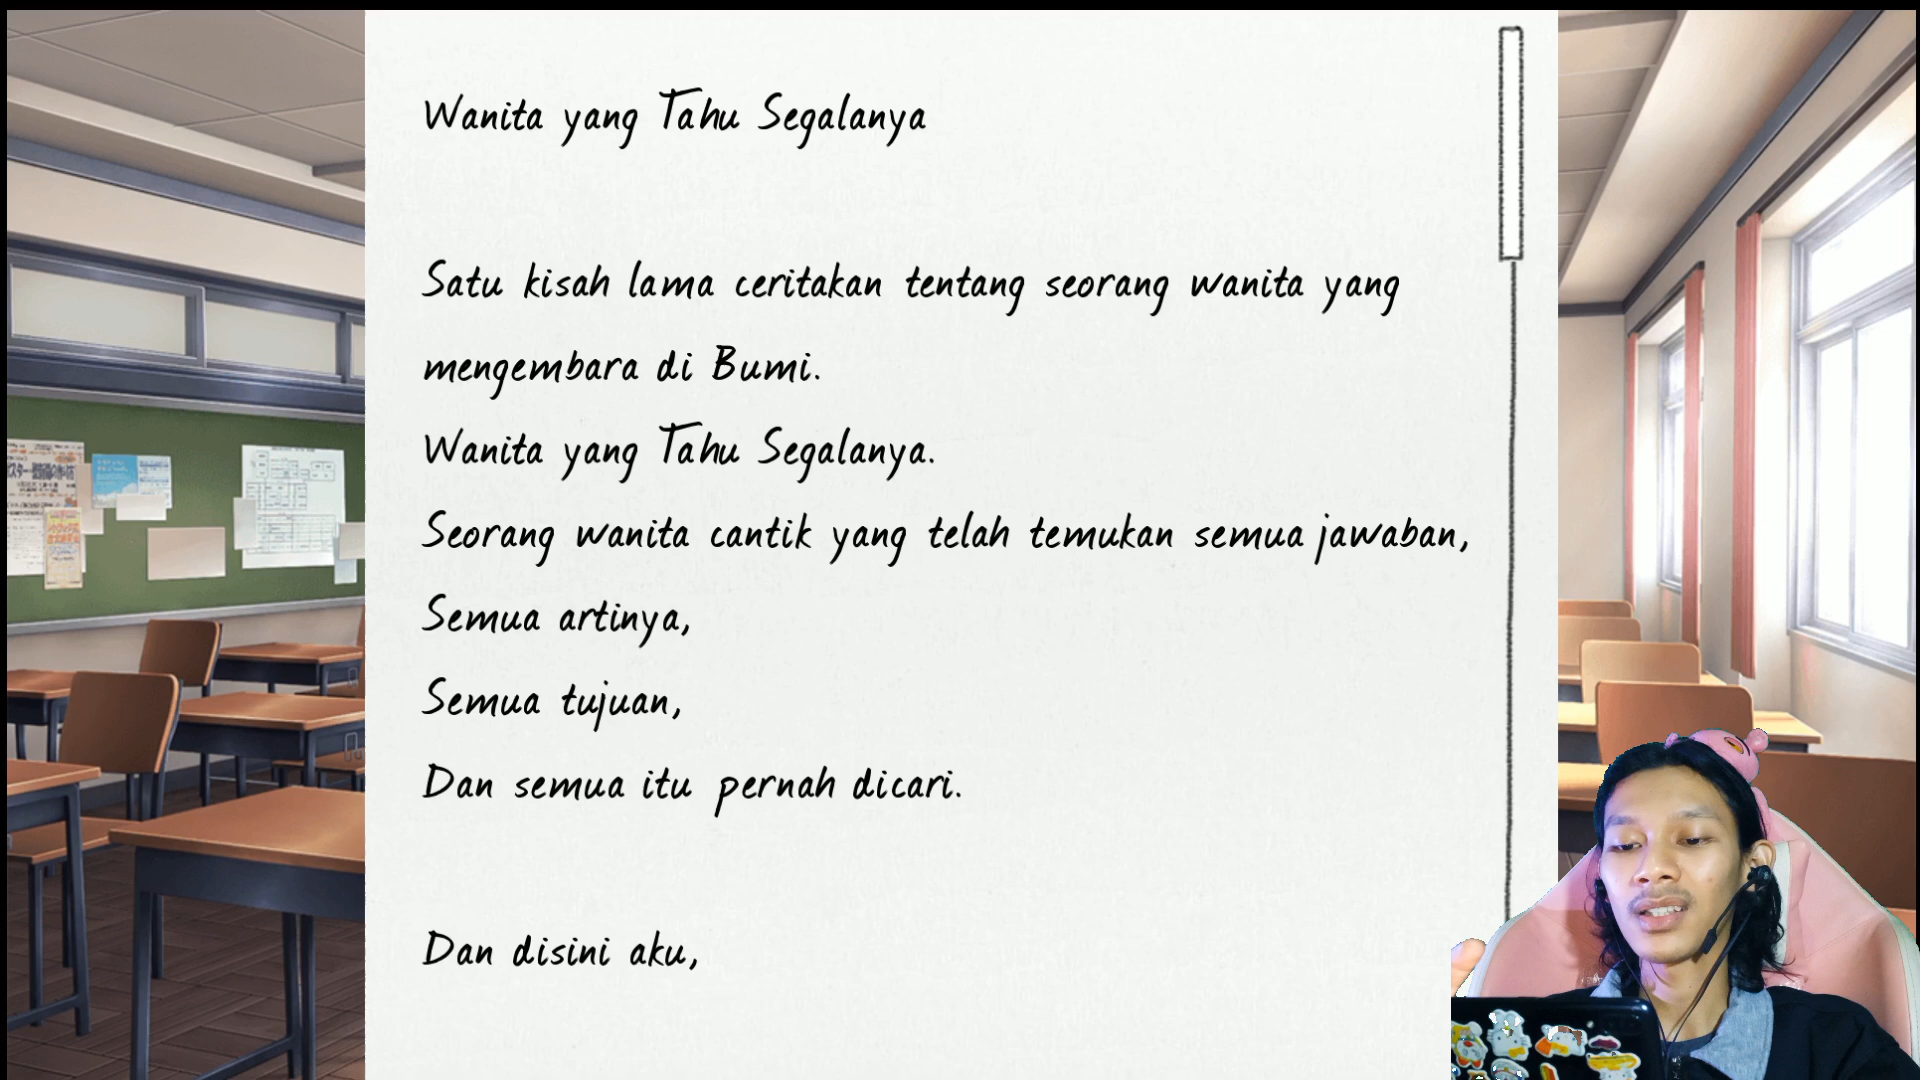 Wanita yang Tahu Segalanya
Satu kisah lama ceritakan tentang seorang wanita yang
mengembara di Bumi.
Wanita yang Tahu Segalanya.
Seorang wanita cantik yang telah temukan semua jawaban,
Semua artinya,
Semua tujuan,
Dan semua itu pernah dicari.
Dan disini aku,